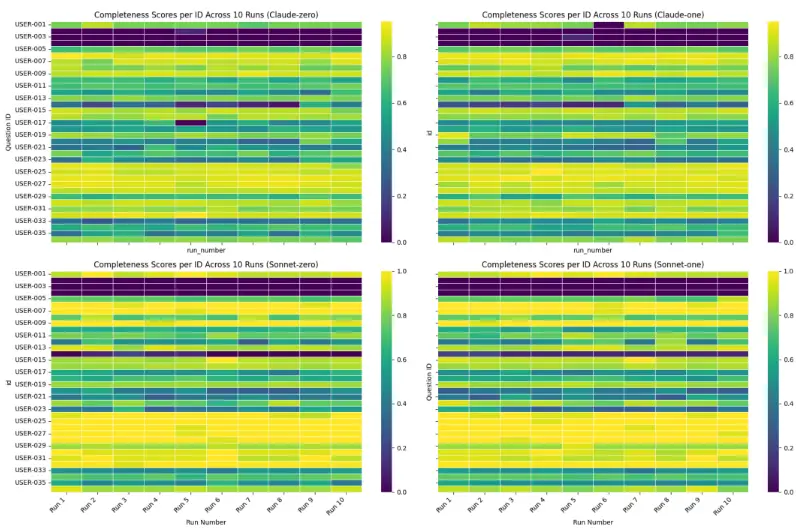 Completeness Scores per ID Across 10 Runs (Claude-zero)
USER-001
USER-003
USER-005
USER-007
USER-009
USER-011
USER-013
USER-015
USER-017
USER-019
USER-021
USER-023
USER-025
USER-027
USER-029
USER-031
USER-033
USER-035
Question ID
run_number
0.8
0.6
0.4
0.2
0.0
Completeness Scores per ID Across 10 Runs (Claude-one)
id
run_number
0.8
0.6
0.4
0.2
0.0
Completeness Scores per ID Across 10 Runs (Sonnet-zero)
USER-001
USER-003
USER-005
USER-007
USER-009
USER-011
USER-013
USER-015
USER-017
USER-019
USER-021
USER-023
USER-025
USER-027
USER-029
USER-031
USER-033
USER-035
id
Run 1
Run 2
Run 3
Run 4
Run 5
Run 6
Run 7
Run 8
Run 9
Run 10
Run Number
1.0
0.8
0.6
0.4
0.2
0.0
Completeness Scores per ID Across 10 Runs (Sonnet-one)
Question ID
Run 1
Run 2
Run 3
Run 4
Run 5
Run 6
Run 7
Run 8
Run 9
Run 10
Run Number
1.0
0.8
0.6
0.4
0.2
0.0